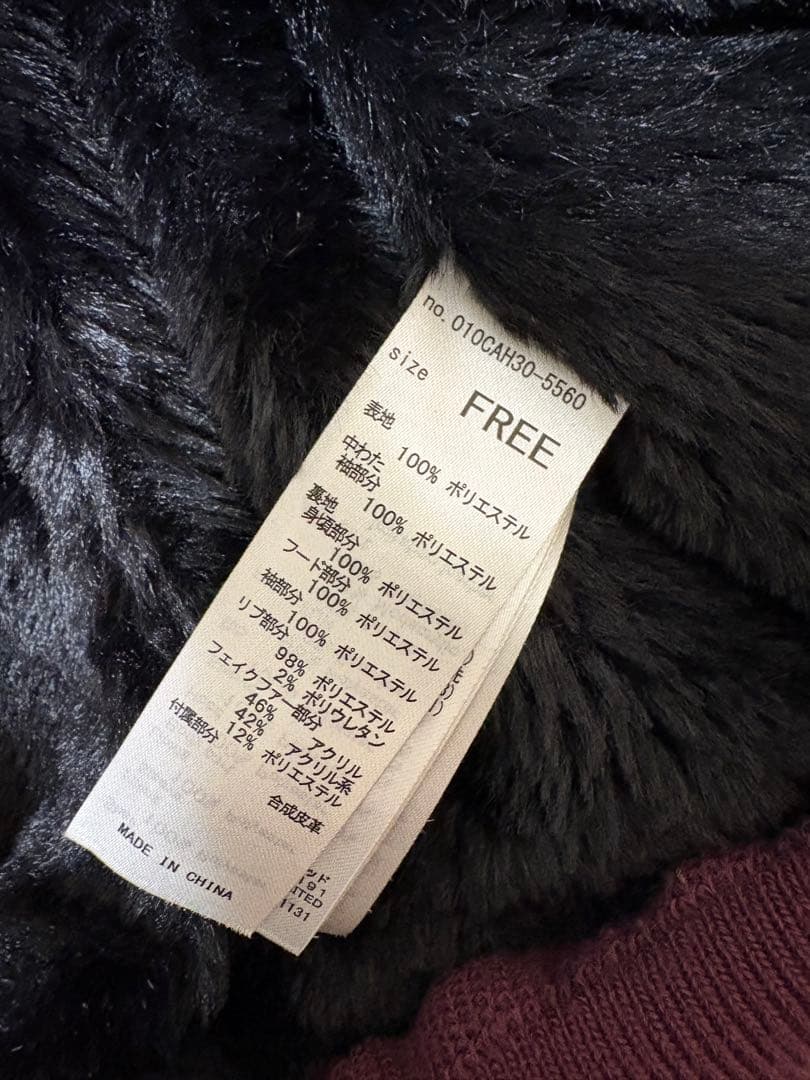 no. 010CAH30-5560
size
FREE
表地
100% ポリエステル
中わた
袖部分
100% ポリエステル
裏地
身頃部分
100% ポリエステル
フード部分
100% ポリエステル
袖部分
100% ポリエステル
リブ部分
98% ポリエステル
2% ポリウレタン
フェイクファー部分
46% アクリル
42% アクリル系
12% ポリエステル
付属部分
合成皮革
MADE IN CHINA
ッド
191
ITED
1131